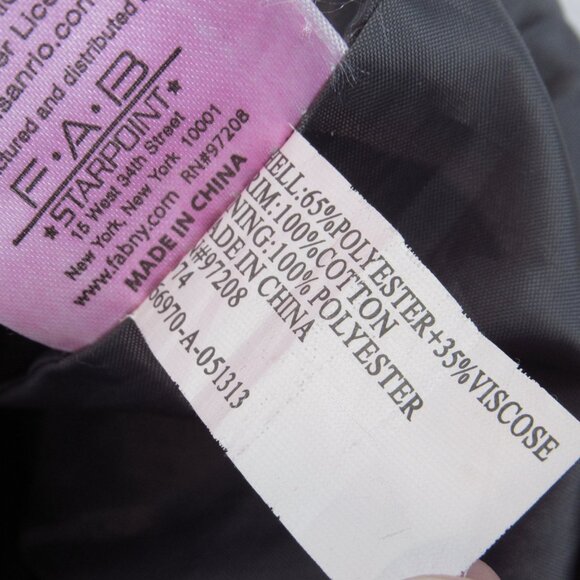 er Lice
sanrio.com
ctured and distributed b
F•A•B
STARPOINT
15 West 34th Street
New York, New York 10001
www.fabny.com RN#97208
MADE IN CHINA
HELL:65%POLYESTER+35%VISCOSE
RIM:100%COTTON
NING:100%POLYESTER
ADE IN CHINA
N#97208
74
66970-A-051313